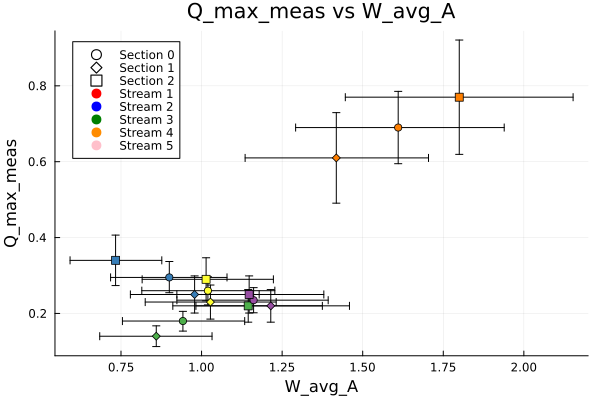 Q_max_meas vs W_avg_A
Section 0
Section 1
Section 2
Stream 1
Stream 2
Stream 3
Stream 4
Stream 5
Q_max_meas
0.8
0.6
0.4
0.2
0.75
1.00
1.25
1.50
1.75
2.00
W_avg_A